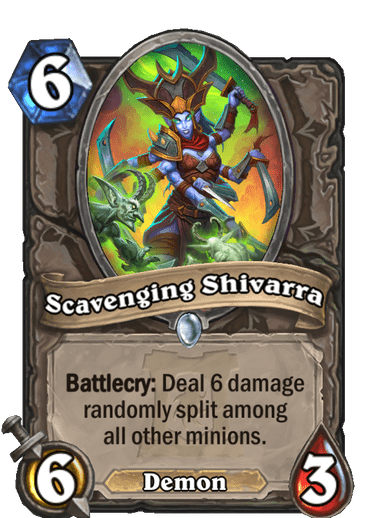 6
Scavenging Shivarra
Battlecry: Deal 6 damage
randomly split among
all other minions.
6
Demon
3